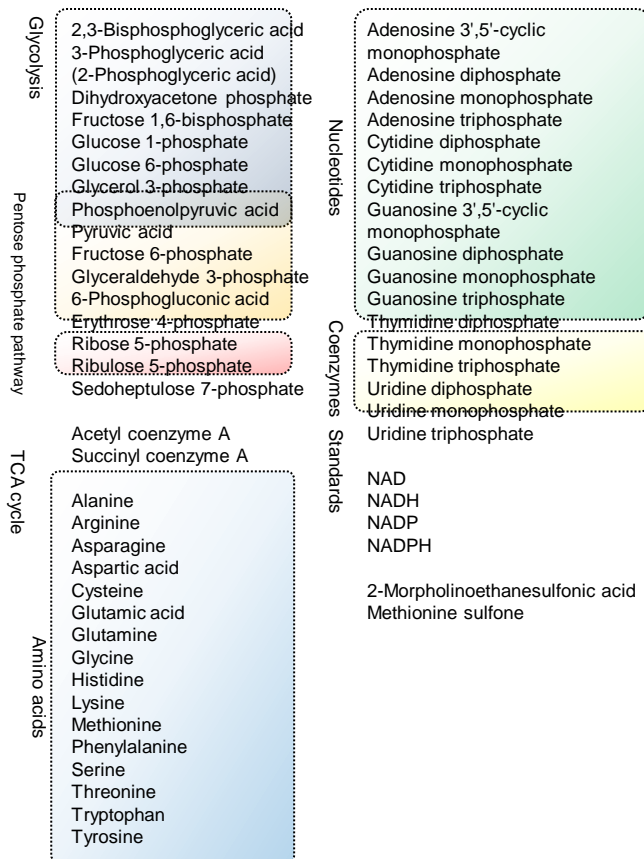 Glycolysis
2,3-Bisphosphoglyceric acid
3-Phosphoglyceric acid
(2-Phosphoglyceric acid)
Dihydroxyacetone phosphate
Fructose 1,6-bisphosphate
Glucose 1-phosphate
Glucose 6-phosphate
Glycerol 3-phosphate
Phosphoenolpyruvic acid
Pyruvic acid
Pentose phosphate pathway
Fructose 6-phosphate
Glyceraldehyde 3-phosphate
6-Phosphogluconic acid
Erythrose 4-phosphate
Ribose 5-phosphate
Ribulose 5-phosphate
Sedoheptulose 7-phosphate
TCA cycle
Acetyl coenzyme A
Succinyl coenzyme A
Amino acids
Alanine
Arginine
Asparagine
Aspartic acid
Cysteine
Glutamic acid
Glutamine
Glycine
Histidine
Lysine
Methionine
Phenylalanine
Serine
Threonine
Tryptophan
Tyrosine
Nucleotides
Adenosine 3',5'-cyclic
monophosphate
Adenosine diphosphate
Adenosine monophosphate
Adenosine triphosphate
Cytidine diphosphate
Cytidine monophosphate
Cytidine triphosphate
Guanosine 3',5'-cyclic
monophosphate
Guanosine diphosphate
Guanosine monophosphate
Guanosine triphosphate
Thymidine diphosphate
Thymidine monophosphate
Thymidine triphosphate
Uridine diphosphate
Uridine monophosphate
Uridine triphosphate
Coenzymes
NAD
NADH
NADP
NADPH
Standards
2-Morpholinoethanesulfonic acid
Methionine sulfone